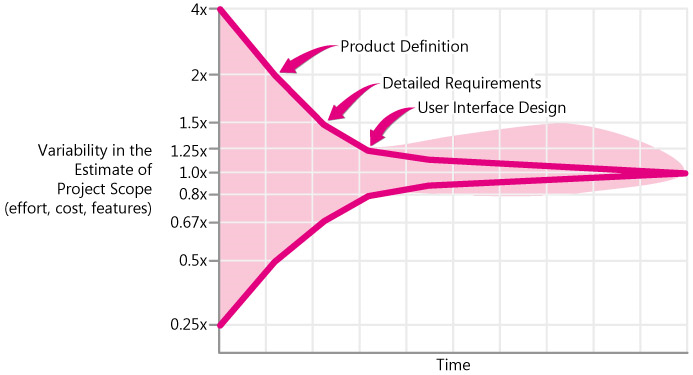 4x
Product Definition
2x
Detailed Requirements
User Interface Design
1.5x
1.25x
Variability in the
Estimate of
Project Scope
(effort, cost, features)
1.0x
0.8x
0.67x
0.5x
0.25x
Time